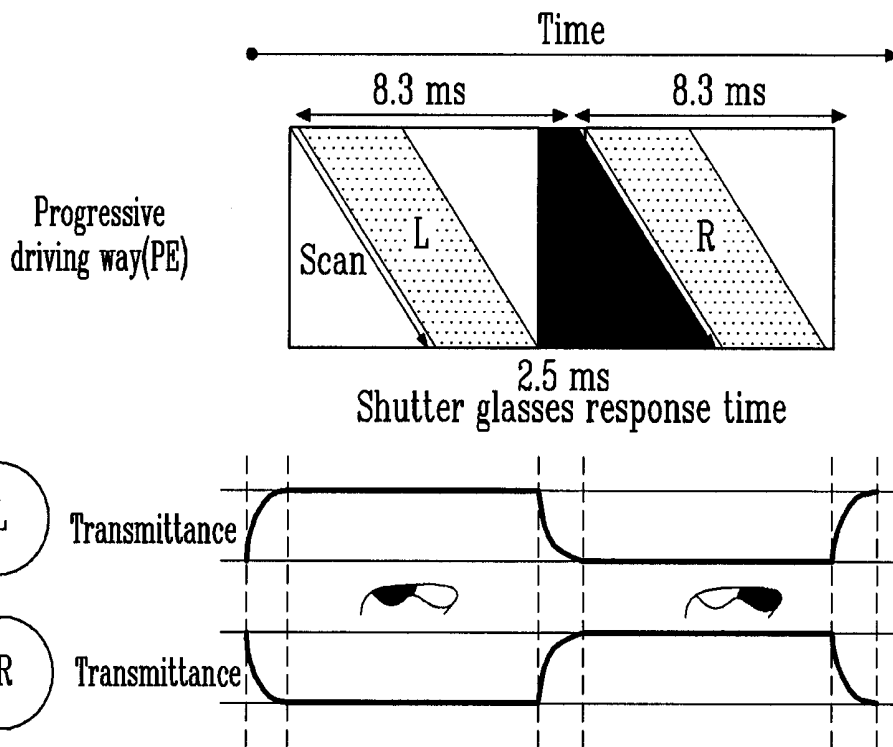 Time
8.3 ms
8.3 ms
Progressive
driving way(PE)
Scan
L
R
2.5 ms
Shutter glasses response time
L
Transmittance
R
Transmittance